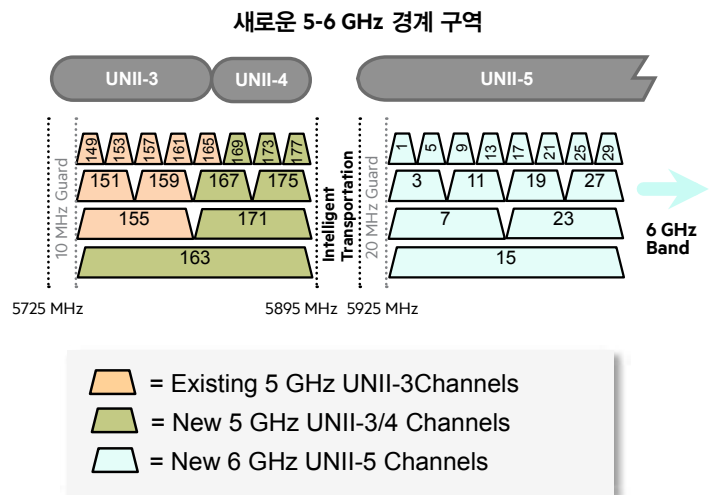 새로운 5-6 GHz 경계 구역
UNII-3 UNII-4 UNII-5
10 MHz Guard
149 153 157 161 165 169 173 177
151 159 167 175
155 171
163
Intelligent
Transportation
20 MHz Guard
1 5 9 13 17 21 25 29
3 11 19 27
7 23
15
6 GHz
Band
5725 MHz 5895 MHz 5925 MHz
= Existing 5 GHz UNII-3Channels
= New 5 GHz UNII-3/4 Channels
= New 6 GHz UNII-5 Channels